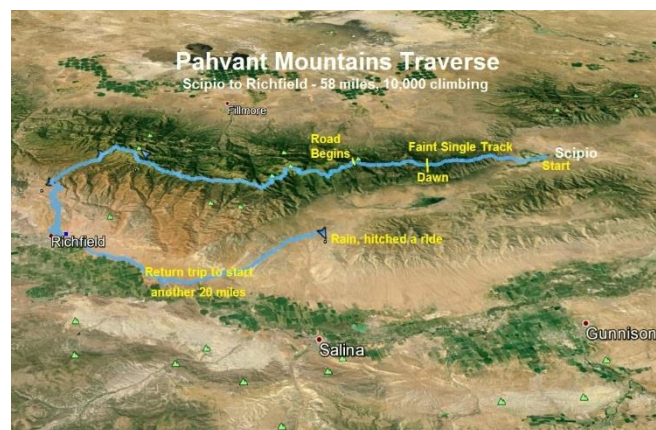 Pahvant Mountains Traverse
Scipio to Richfield - 58 miles, 10,000 climbing
Fillmore
Road
Begins
Faint Single Track
Scipio
Start
Dawn
Richfield
Rain, hitched a ride
Return trip to start
another 20 miles
Salina
Gunnison